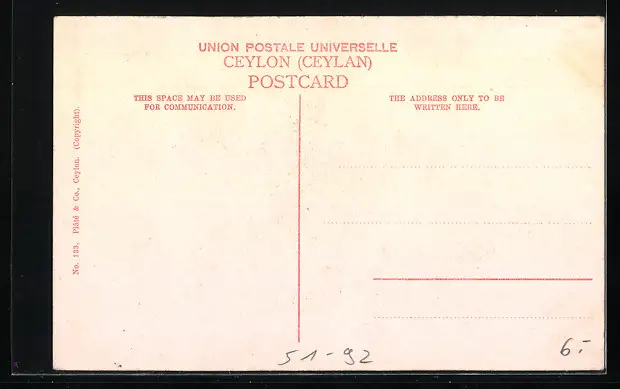 UNION POSTALE UNIVERSELLE
CEYLON (CEYLAN)
POSTCARD
THIS SPACE MAY BE USED
FOR COMMUNICATION.
THE ADDRESS ONLY TO BE
WRITTEN HERE.
No. 133, Plâté & Co., Ceylon. (Copyright).
51-92
6.-